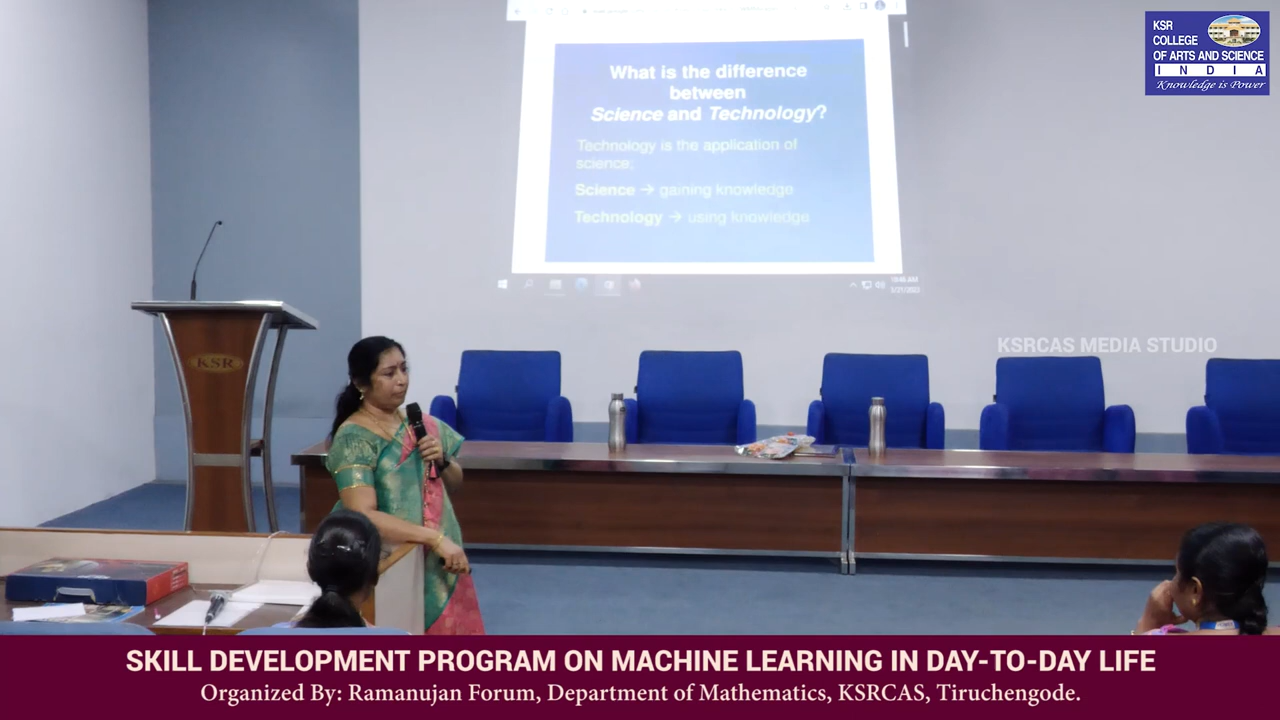 KSR
COLLEGE
OF ARTS AND SCIENCE
INDIA
Knowledge is Power
What is the difference
between
Science and Technology?
Technology is the application of
science:
Science → gaining knowledge
Technology → using knowledge
KSR
KSRCAS MEDIA STUDIO
SKILL DEVELOPMENT PROGRAM ON MACHINE LEARNING IN DAY-TO-DAY LIFE
Organized By: Ramanujan Forum, Department of Mathematics, KSRCAS, Tiruchengode.